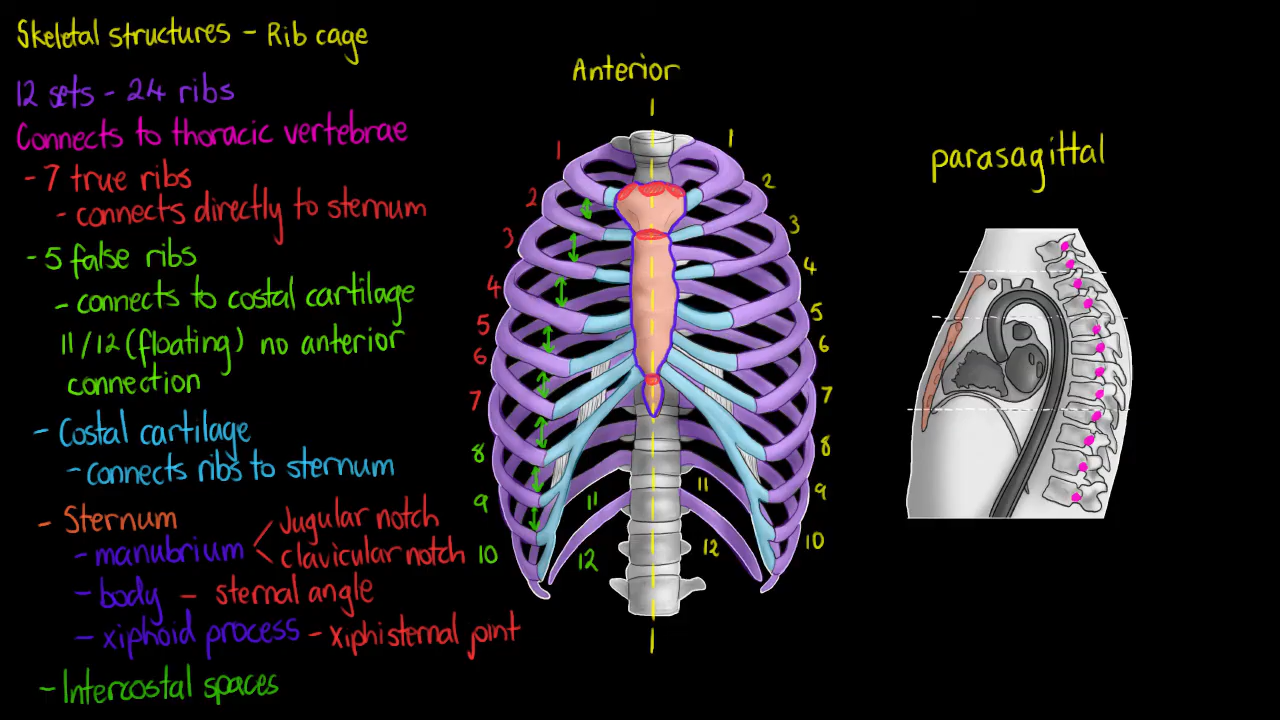 Skeletal structures - Rib cage
12 sets - 24 ribs
Connects to thoracic vertebrae
- 7 true ribs
- connects directly to sternum
- 5 false ribs
- connects to costal cartilage
11/12 (floating) no anterior
connection
- Costal cartilage
- connects ribs to sternum
- Sternum
- manubrium < Jugular notch
clavicular notch
- body - sternal angle
- xiphoid process - xiphisternal joint
- Intercostal spaces
Anterior
1 1
2 2
3 3
4 4
5 5
6 6
7 7
8 8
9 11 11 9
10 12 12 10
parasagittal